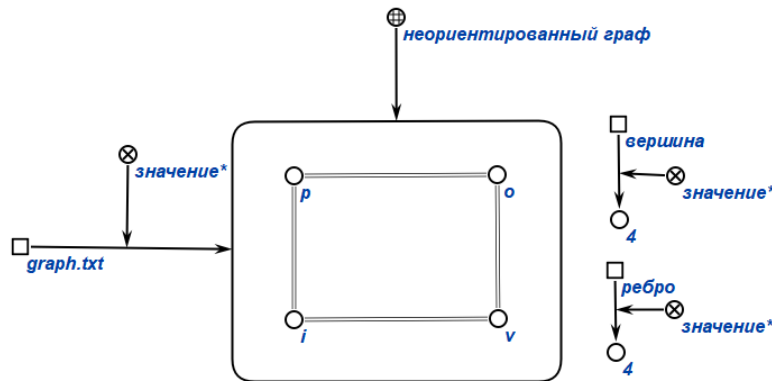 неориентированный граф
вершина
значение*
p
o
значение*
4
graph.txt
ребро
i
v
значение*
4